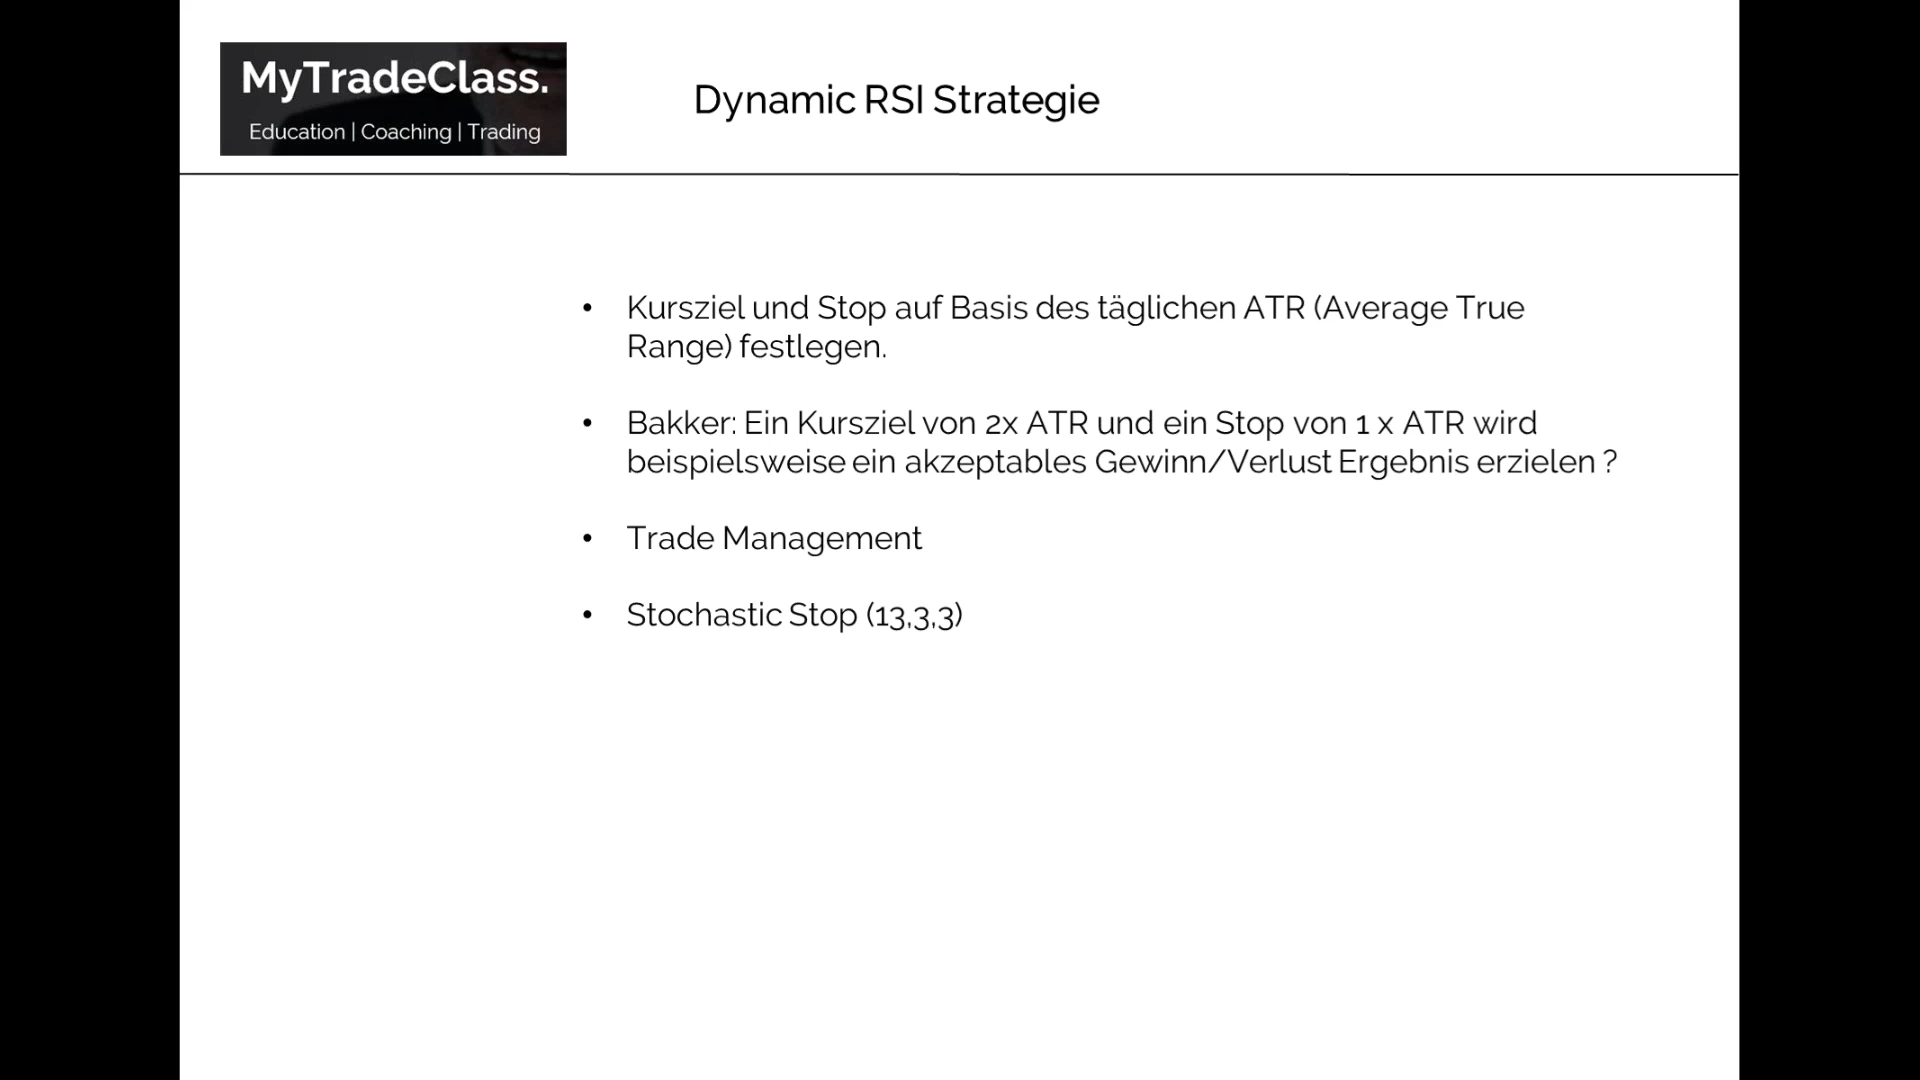 MyTradeClass.
Education | Coaching | Trading
Dynamic RSI Strategie
• Kursziel und Stop auf Basis des täglichen ATR (Average True
Range) festlegen.
• Bakker: Ein Kursziel von 2x ATR und ein Stop von 1 x ATR wird
beispielsweise ein akzeptables Gewinn/Verlust Ergebnis erzielen ?
• Trade Management
• Stochastic Stop (13,3,3)